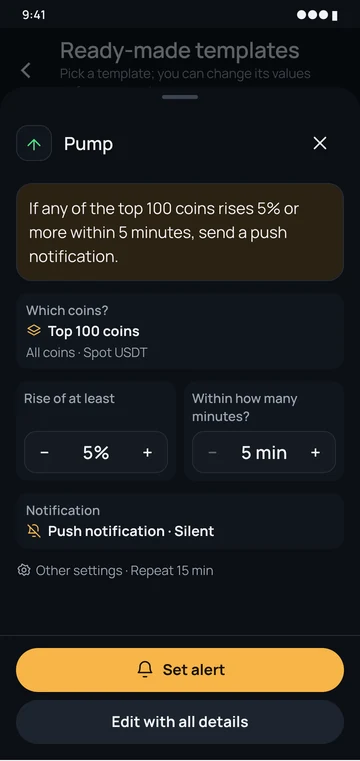 9:41
Ready-made templates
Pick a template; you can change its values
Pump
If any of the top 100 coins rises 5% or
more within 5 minutes, send a push
notification.
Which coins?
Top 100 coins
All coins · Spot USDT
Rise of at least
− 5% +
Within how many
minutes?
− 5 min +
Notification
Push notification · Silent
Other settings · Repeat 15 min
Set alert
Edit with all details